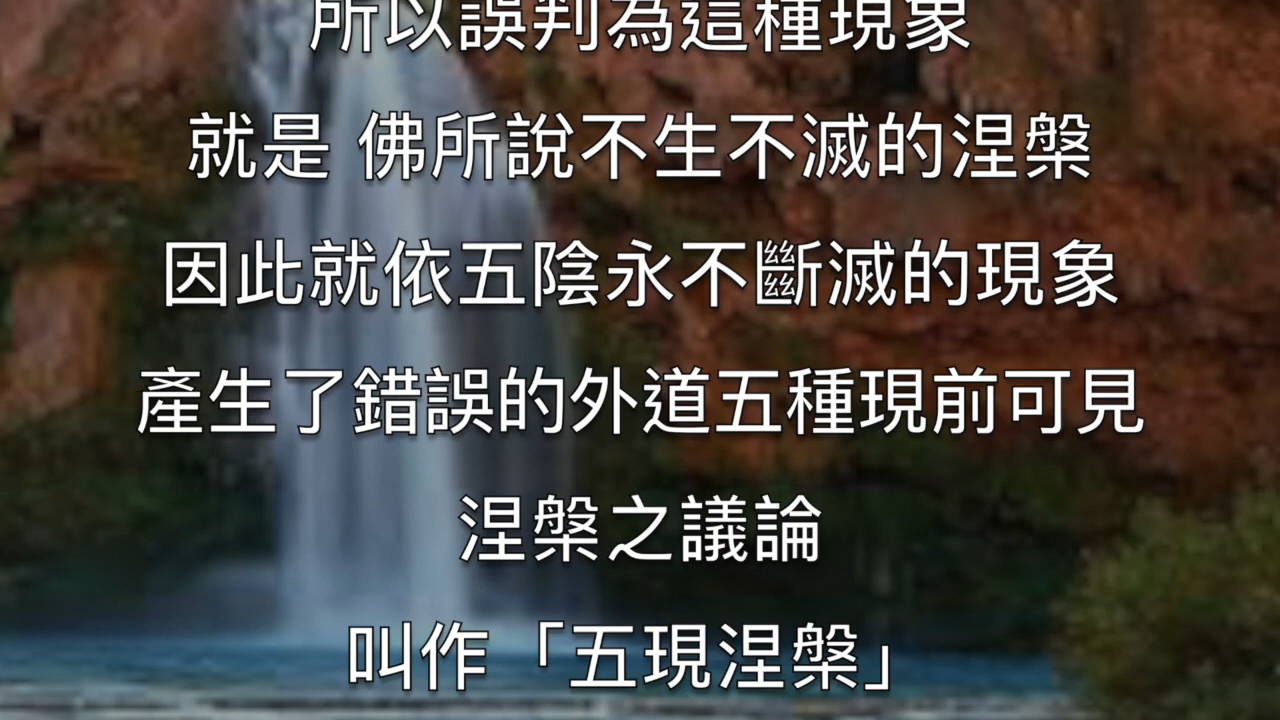 所以誤判為這種現象
就是 佛所說不生不滅的涅槃
因此就依五陰永不斷滅的現象
產生了錯誤的外道五種現前可見
涅槃之議論
叫作「五現涅槃」